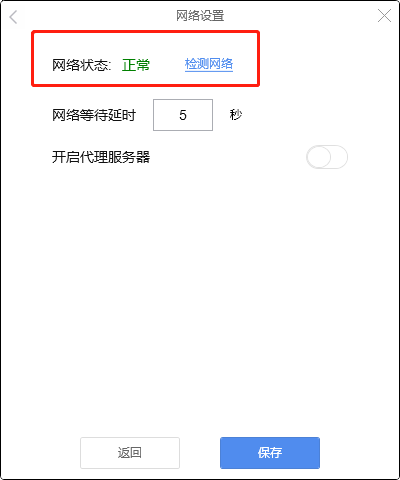 网络设置
网络状态: 正常 检测网络
网络等待延时 5 秒
开启代理服务器
返回 保存